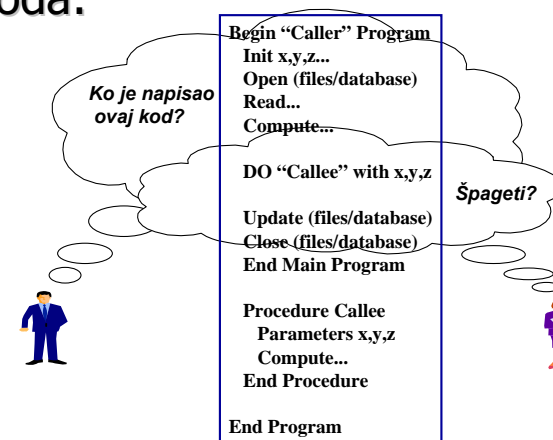 oda:
Begin “Caller” Program
Init x,y,z...
Open (files/database)
Read...
Compute...
DO “Callee” with x,y,z
Update (files/database)
Close (files/database)
End Main Program
Procedure Callee
Parameters x,y,z
Compute...
End Procedure
End Program
Ko je napisao
ovaj kod?
Špageti?